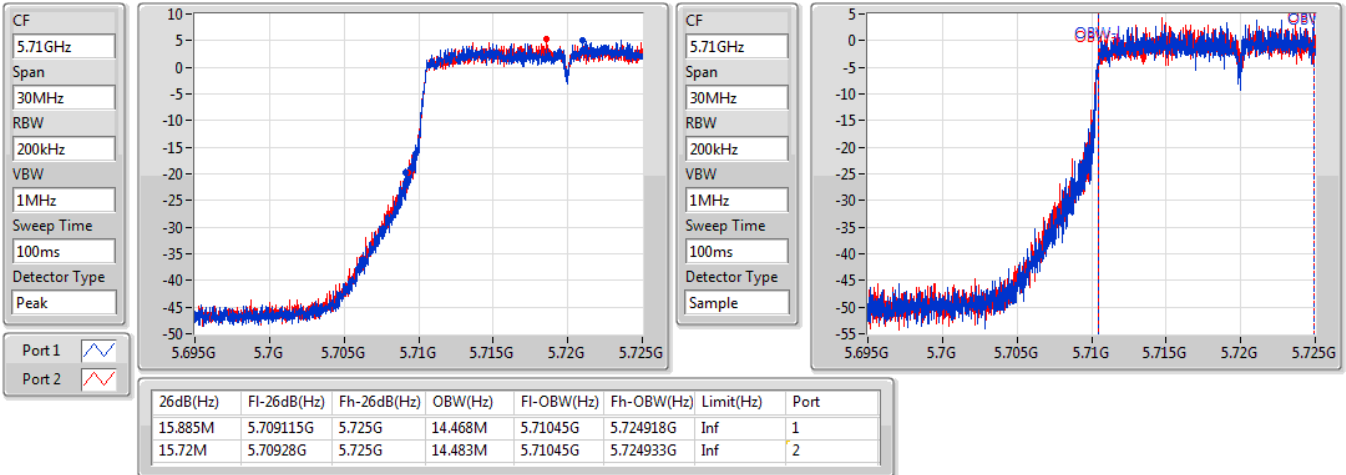 CF
5.71GHz
Span
30MHz
RBW
200kHz
VBW
1MHz
Sweep Time
100ms
Detector Type
Peak
10
5
0
-5
-10
-15
-20
-25
-30
-35
-40
-45
-50
5.695G 5.7G 5.705G 5.71G 5.715G 5.72G 5.725G
CF
5.71GHz
Span
30MHz
RBW
200kHz
VBW
1MHz
Sweep Time
100ms
Detector Type
Sample
5
0
-5
-10
-15
-20
-25
-30
-35
-40
-45
-50
-55
OBW
5.695G 5.7G 5.705G 5.71G 5.715G 5.72G 5.725G
Port 1
Port 2
26dB(Hz) Fl-26dB(Hz) Fh-26dB(Hz) OBW(Hz) Fl-OBW(Hz) Fh-OBW(Hz) Limit(Hz) Port
15.885M 5.709115G 5.725G 14.468M 5.71045G 5.724918G Inf 1
15.72M 5.70928G 5.725G 14.483M 5.71045G 5.724933G Inf 2